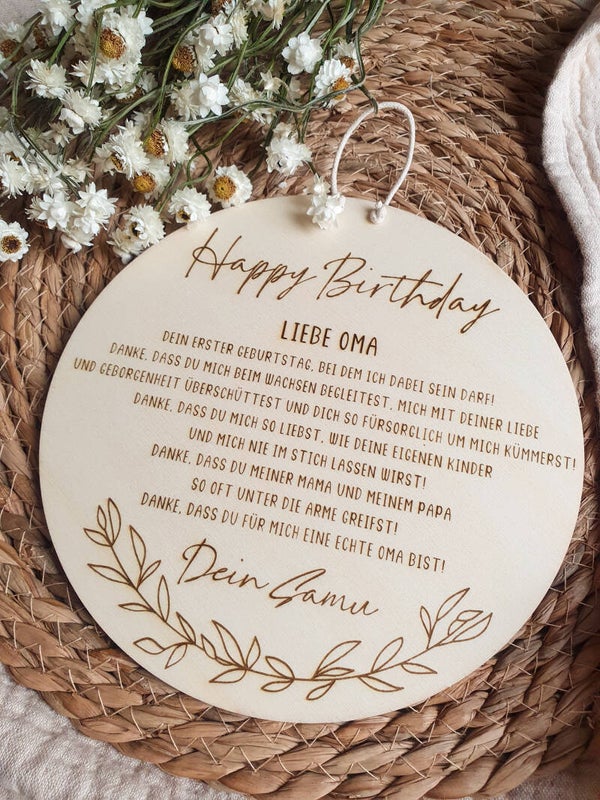 Happy Birthday
LIEBE OMA
DEIN ERSTER GEBURTSTAG, BEI DEM ICH DABEI SEIN DARF!
DANKE, DASS DU MICH BEIM WACHSEN BEGLEITEST, MICH MIT DEINER LIEBE
UND GEBORGENHEIT ÜBERSCHÜTTEST UND DICH SO FÜRSORGLICH UM MICH KÜMMERST!
DANKE, DASS DU MICH SO LIEBST, WIE DEINE EIGENEN KINDER
UND MICH NIE IM STICH LASSEN WIRST!
DANKE, DASS DU MEINER MAMA UND MEINEM PAPA
SO OFT UNTER DIE ARME GREIFST!
DANKE, DASS DU FÜR MICH EINE ECHTE OMA BIST!
Dein Samu